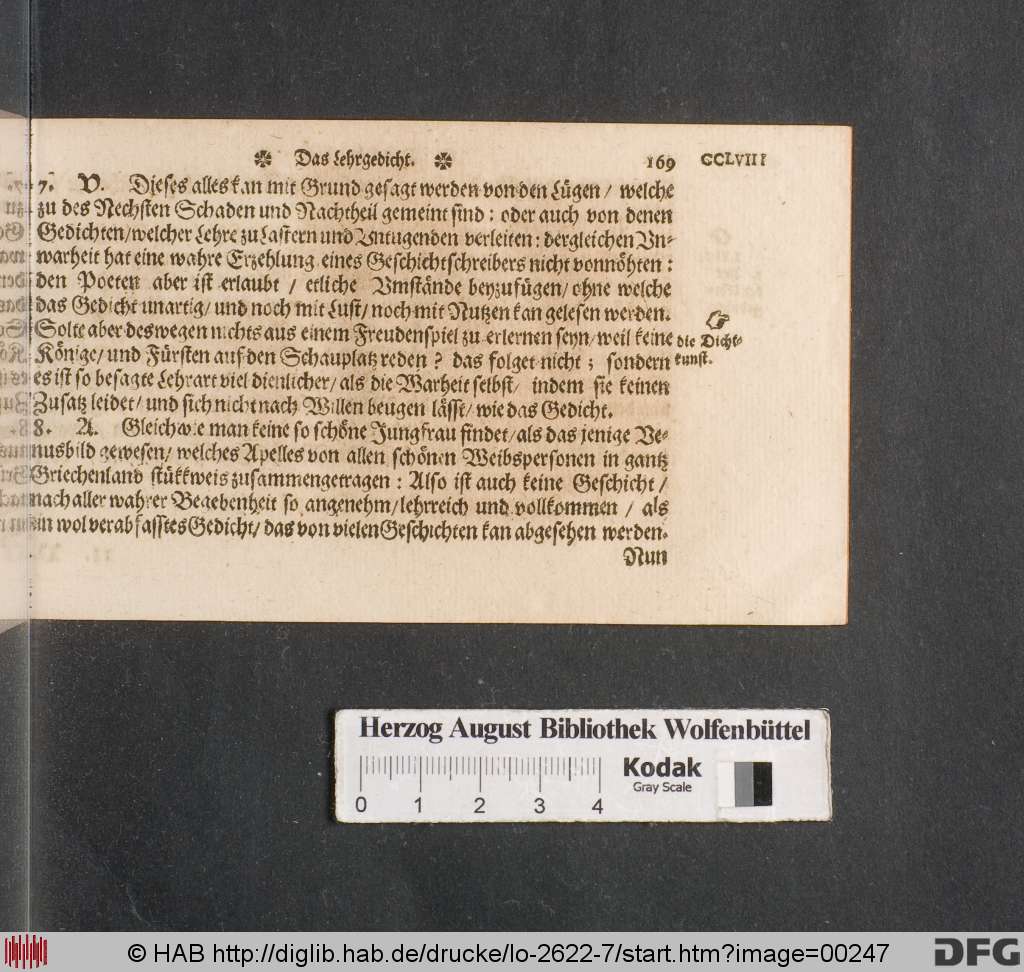 ✼ Das Lehrgedicht. ✼ 169 CCLVIII
7. V. Dieses alles kan mit Grund gesagt werden von den Lügen / welche
zu des Nechsten Schaden und Nachtheil gemeint sind: oder auch von denen
Gedichten/welcher Lehre zu Lastern und Vntugenden verleiten: dergleichen Vn-
warheit hat eine wahre Erzehlung eines Geschichtschreibers nicht vonnöhten:
den Poeten aber ist erlaubt / etliche Vmstände beyzufügen/ ohne welche
das Gedicht unartig/ und noch mit Lust/ noch mit Nutzen kan gelesen werden.
Solte aber deswegen nichts aus einem Freudenspiel zu erlernen seyn/ weil keine
Könige/ und Fürsten auf den Schauplatz reden? das folget nicht; sondern
es ist so besagte Lehrart viel dienlicher/ als die Warheit selbst/ indem sie keinen
Zusatz leidet/ und sich nicht nach Willen beugen lässt/ wie das Gedicht.
☞
die Dicht-
kunst.
8. A. Gleichwie man keine so schöne Jungfrau findet/als das jenige Ve-
nusbild gewesen/ welches Apelles von allen schönen Weibspersonen in gantz
Griechenland stükkweis zusammengetragen: Also ist auch keine Geschicht /
nach aller wahrer Begebenheit so angenehm/ lehrreich und vollkommen / als
wol verabfasstes Gedicht/ das von vielen Geschichten kan abgesehen werden.
Nun
Herzog August Bibliothek Wolfenbüttel
0 1 2 3 4
Kodak
Gray Scale
© HAB http://diglib.hab.de/drucke/lo-2622-7/start.htm?image=00247
DFG